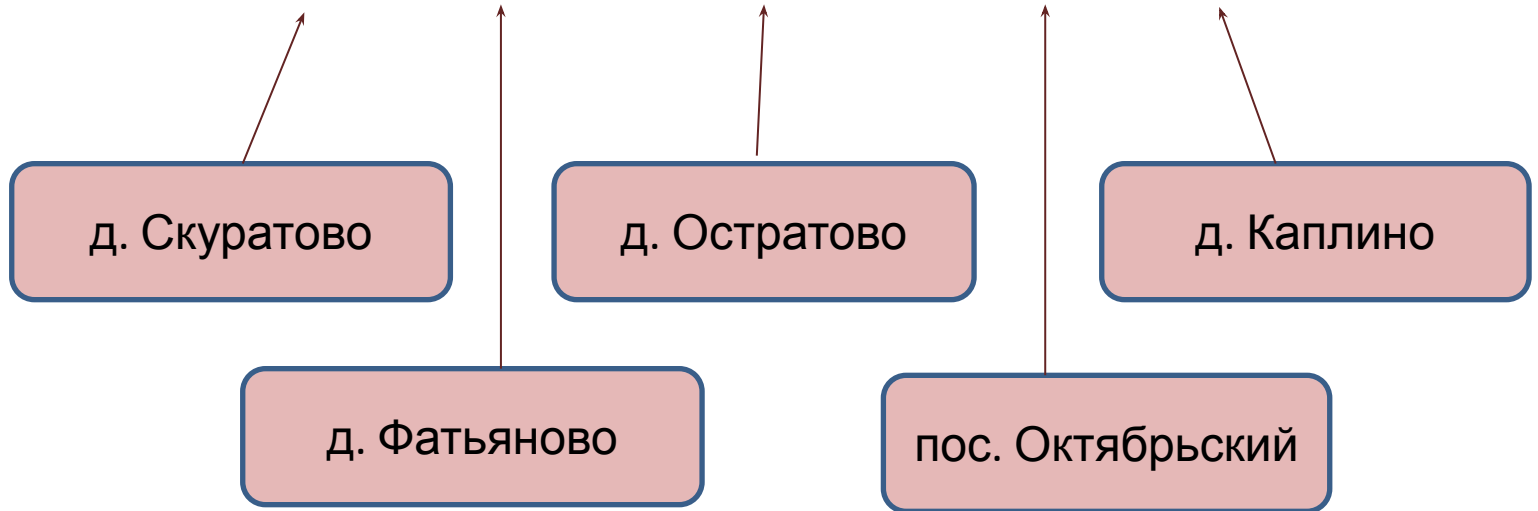 д. Скуратово
д. Остратово
д. Каплино
д. Фатьяново
пос. Октябрьский